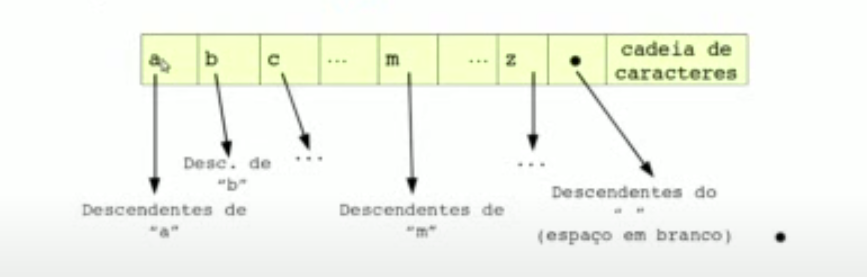 a b c ... m ... z • cadeia de
caracteres
Desc. de
"b"
...
...
Descendentes de
"a"
Descendentes de
"m"
Descendentes do
" "
(espaço em branco) •